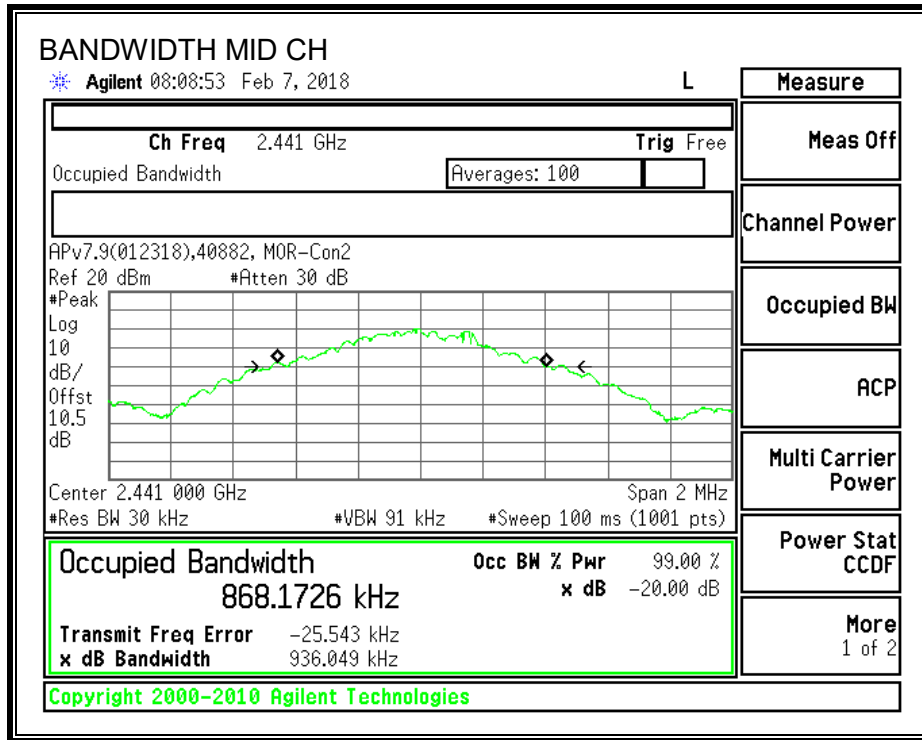 BANDWIDTH MID CH
Agilent 08:08:53 Feb 7, 2018 L
Measure
Ch Freq 2.441 GHz Trig Free
Occupied Bandwidth Averages: 100
APv7.9(012318),40882, MOR-Con2
Ref 20 dBm #Atten 30 dB
#Peak
Log
10
dB/
Offst
10.5
dB
Center 2.441 000 GHz Span 2 MHz
#Res BW 30 kHz #VBW 91 kHz #Sweep 100 ms (1001 pts)
Occupied Bandwidth Occ BW % Pwr 99.00 %
868.1726 kHz x dB -20.00 dB
Transmit Freq Error -25.543 kHz
x dB Bandwidth 936.049 kHz
Meas Off
Channel Power
Occupied BW
ACP
Multi Carrier
Power
Power Stat
CCDF
More
1 of 2
Copyright 2000-2010 Agilent Technologies